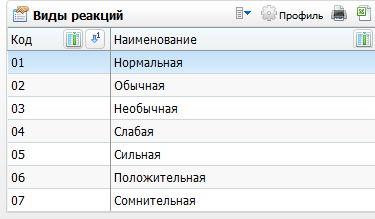 Виды реакций Профиль
Код Наименование
01 Нормальная
02 Обычная
03 Необычная
04 Слабая
05 Сильная
06 Положительная
07 Сомнительная